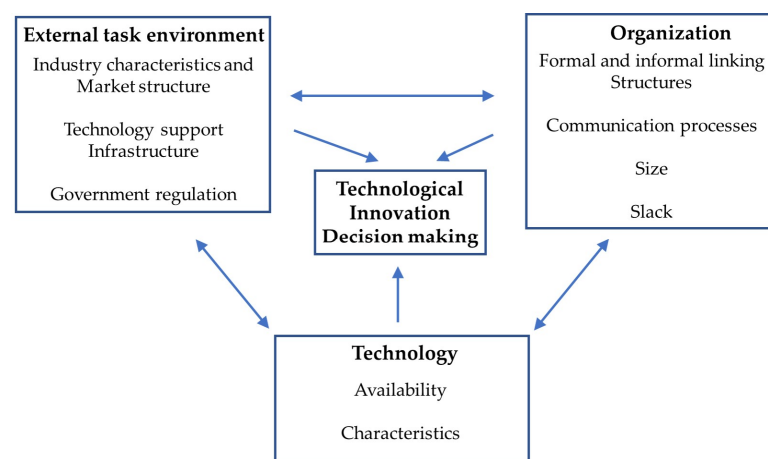 External task environment
Industry characteristics and
Market structure
Technology support
Infrastructure
Government regulation
Organization
Formal and informal linking
Structures
Communication processes
Size
Slack
Technological
Innovation
Decision making
Technology
Availability
Characteristics